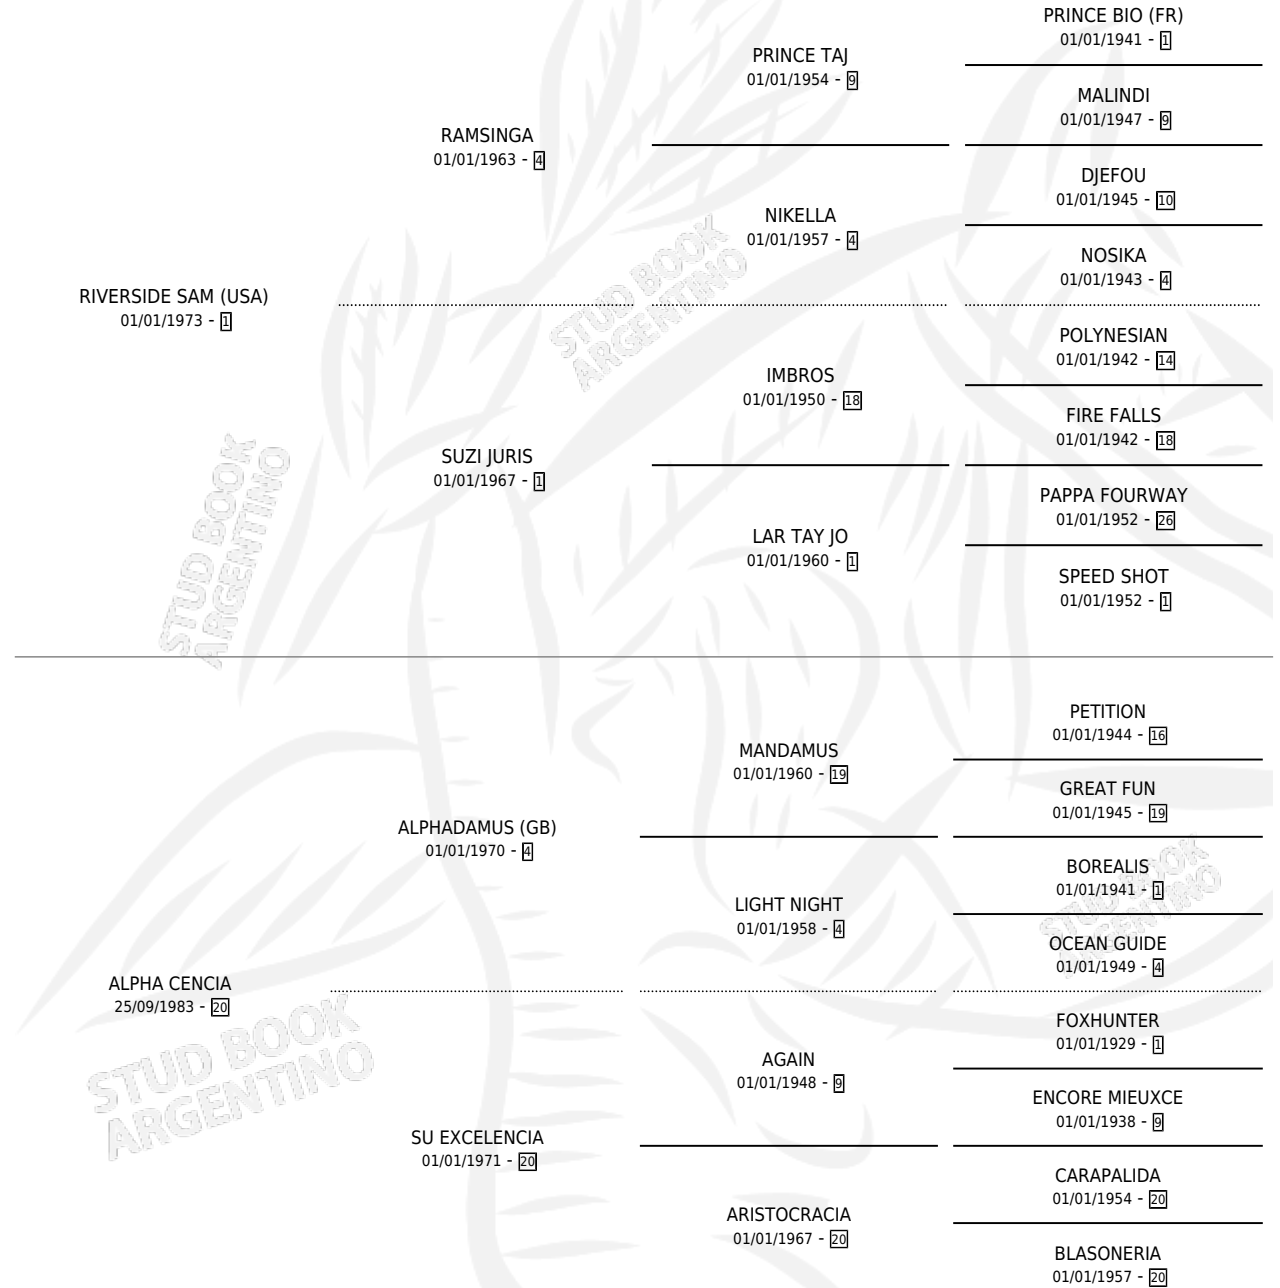 PRINCE BIO (FR)
01/01/1941 - 1
PRINCE TAJ
01/01/1954 - 9
MALINDI
01/01/1947 - 9
RAMSINGA
01/01/1963 - 4
DJEFOU
01/01/1945 - 10
NIKELLA
01/01/1957 - 4
NOSIKA
01/01/1943 - 4
RIVERSIDE SAM (USA)
01/01/1973 - 1
POLYNESIAN
01/01/1942 - 14
IMBROS
01/01/1950 - 18
FIRE FALLS
01/01/1942 - 18
SUZI JURIS
01/01/1967 - 1
PAPPA FOURWAY
01/01/1952 - 26
LAR TAY JO
01/01/1960 - 1
SPEED SHOT
01/01/1952 - 1
STUD BOOK
ARGENTINO
STUD BOOK
ARGENTINO
PETITION
01/01/1944 - 16
MANDAMUS
01/01/1960 - 19
GREAT FUN
01/01/1945 - 19
ALPHADAMUS (GB)
01/01/1970 - 4
BOREALIS
01/01/1941 - 1
LIGHT NIGHT
01/01/1958 - 4
OCEAN GUIDE
01/01/1949 - 4
ALPHA CENCIA
25/09/1983 - 20
FOXHUNTER
01/01/1929 - 1
AGAIN
01/01/1948 - 9
ENCORE MIEUXCE
01/01/1938 - 9
SU EXCELENCIA
01/01/1971 - 20
CARAPALIDA
01/01/1954 - 20
ARISTOCRACIA
01/01/1967 - 20
BLASONERIA
01/01/1957 - 20
STUD BOOK
ARGENTINO
STUD BOOK
ARGENTINO